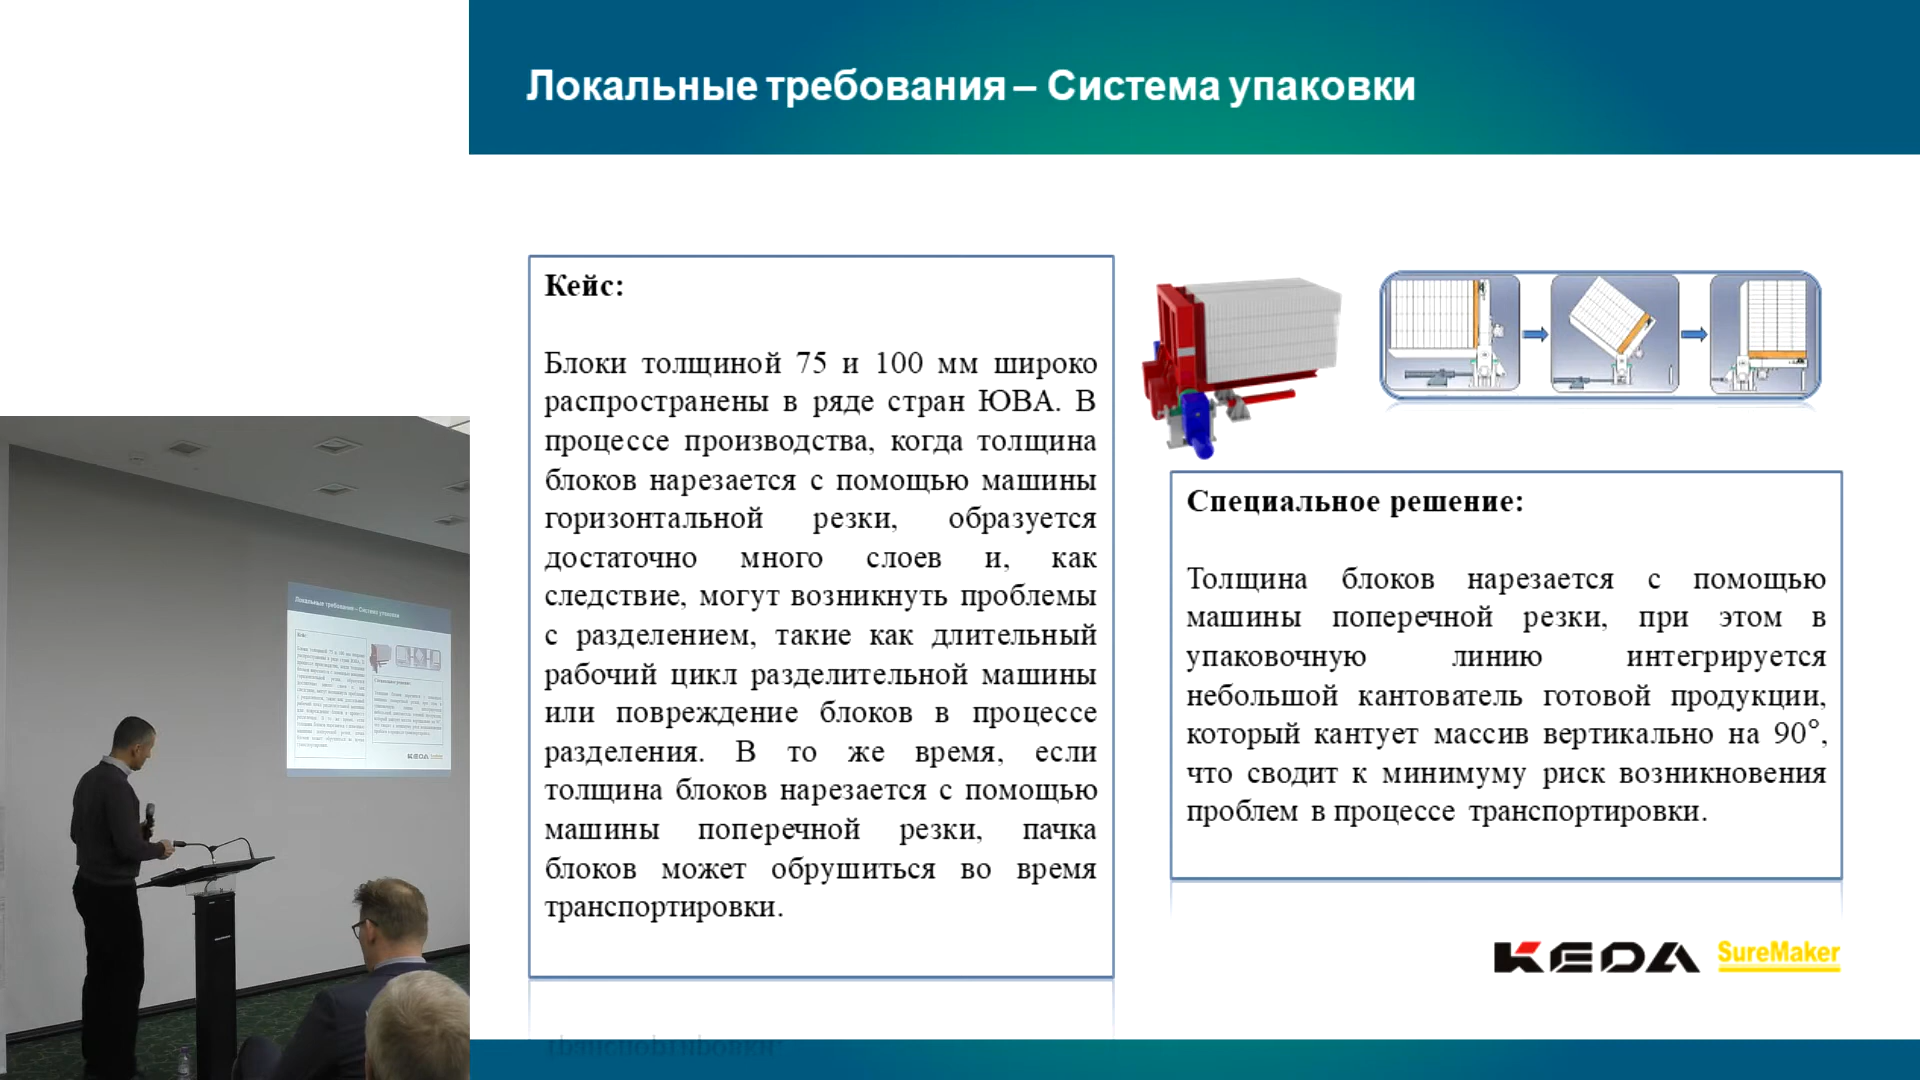 Локальные требования – Система упаковки
Кейс:
Блоки толщиной 75 и 100 мм широко
распространены в ряде стран ЮВА. В
процессе производства, когда толщина
блоков нарезается с помощью машины
горизонтальной резки, образуется
достаточно много слоев и, как
следствие, могут возникнуть проблемы
с разделением, такие как длительный
рабочий цикл разделительной машины
или повреждение блоков в процессе
разделения. В то же время, если
толщина блоков нарезается с помощью
машины поперечной резки, пачка
блоков может обрушиться во время
транспортировки.
Специальное решение:
Толщина блоков нарезается с помощью
машины поперечной резки, при этом в
упаковочную линию интегрируется
небольшой кантователь готовой продукции,
который кантует массив вертикально на 90°,
что сводит к минимуму риск возникновения
проблем в процессе транспортировки.
KEDA SureMaker
Локальные требования – Система упаковки